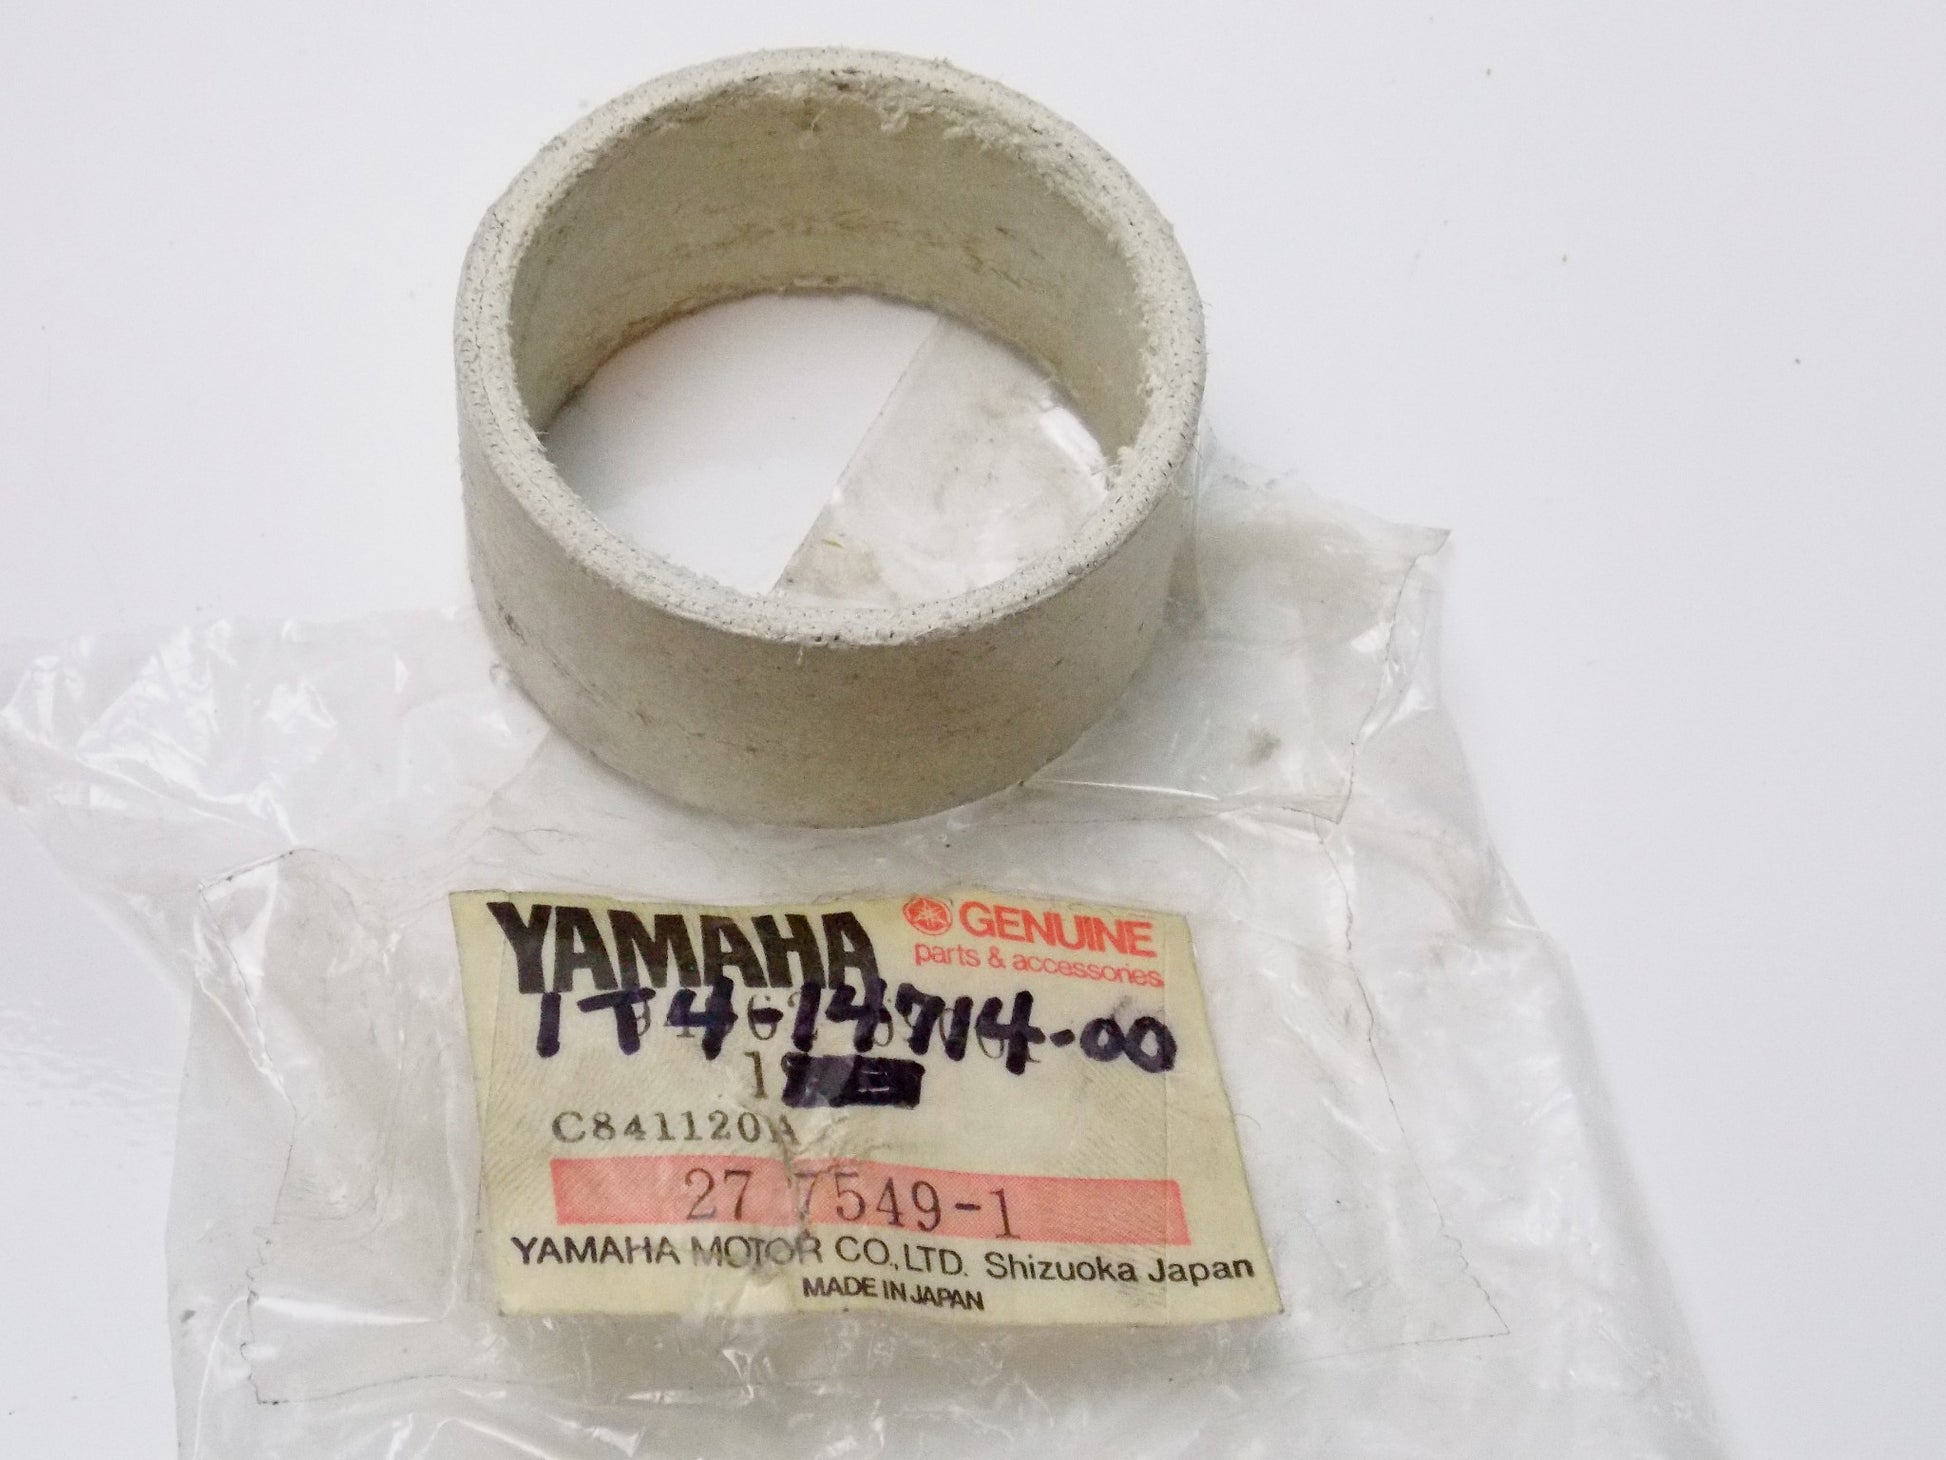 YAMAHA GENUINE
parts & accessories
1T4-14714-00
1
C841120A
27 7549-1
YAMAHA MOTOR CO.,LTD. Shizuoka Japan
MADE IN JAPAN